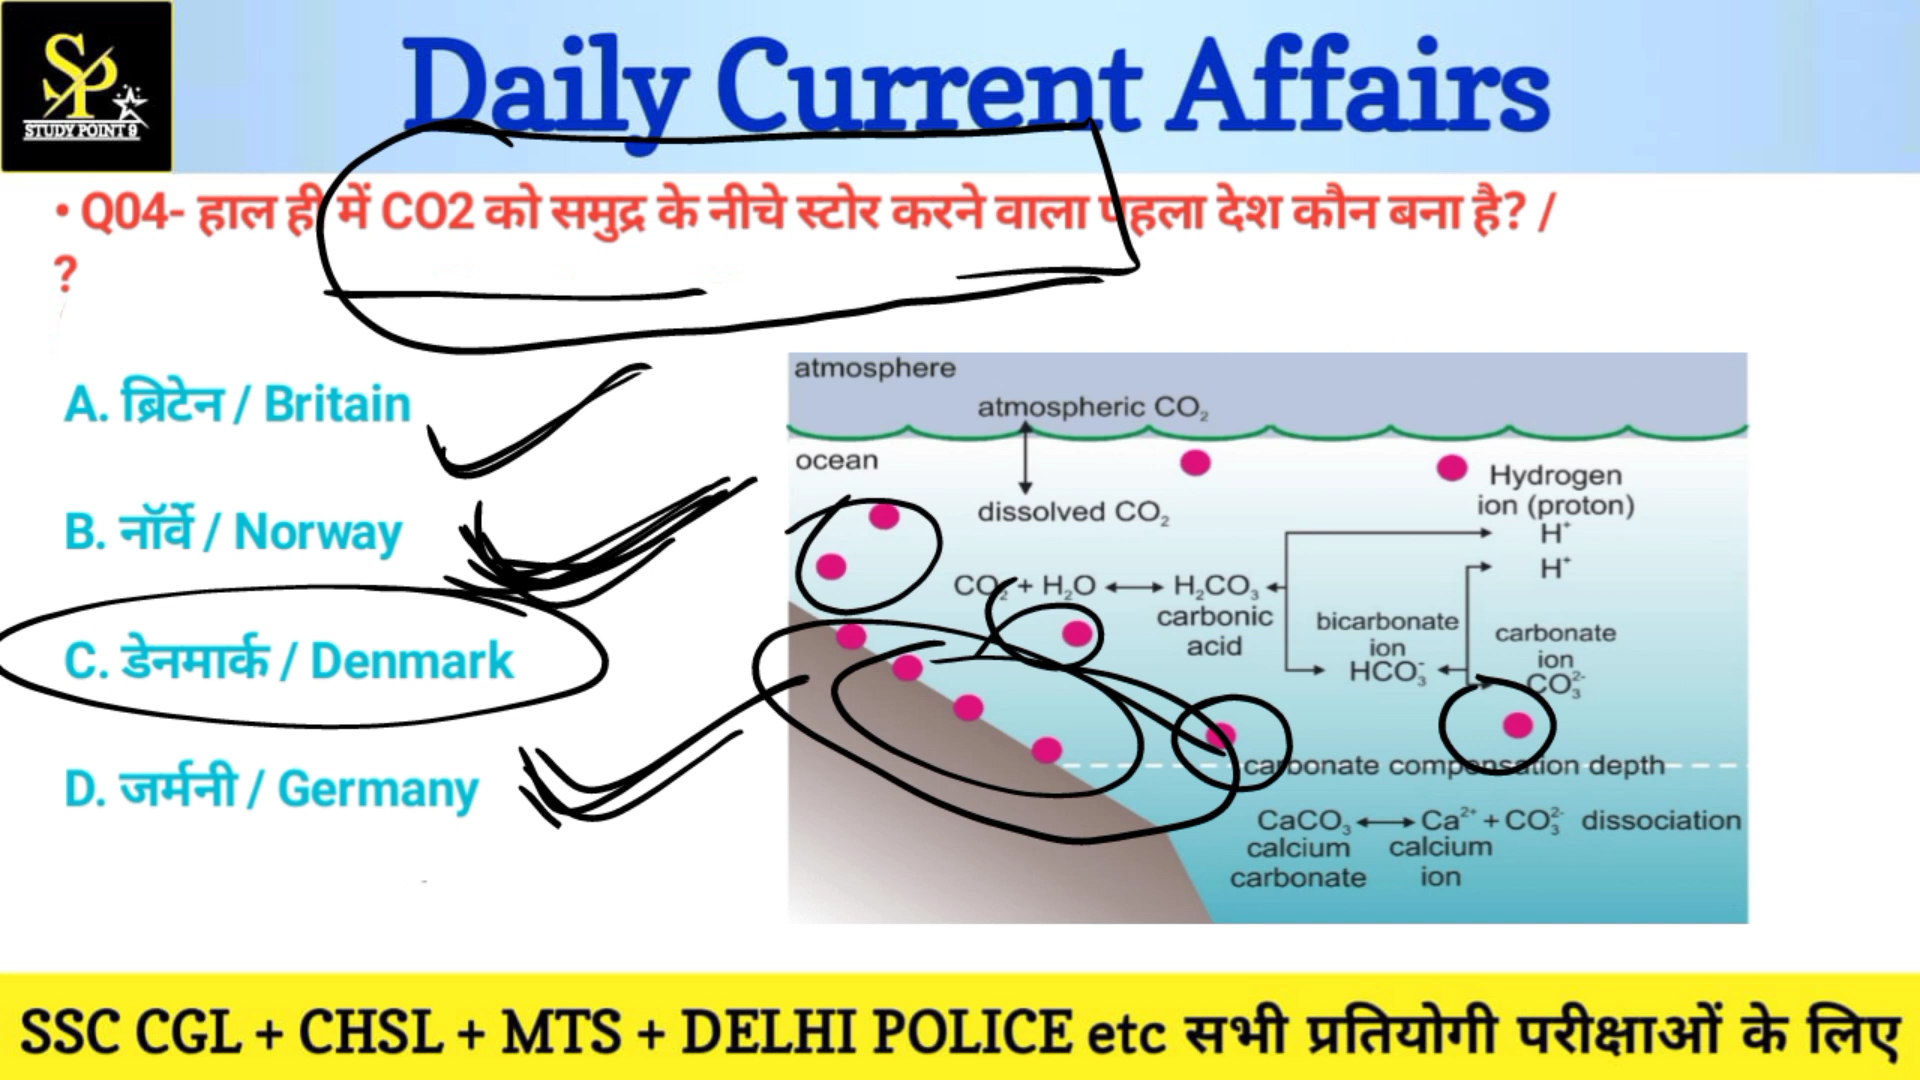 SP
STUDY POINT 9
Daily Current Affairs
• Q04- हाल ही में CO2 को समुद्र के नीचे स्टोर करने वाला पहला देश कौन बना है? /
?
A. ब्रिटेन / Britain
B. नॉर्वे / Norway
C. डेनमार्क / Denmark
D. जर्मनी / Germany
atmosphere
atmospheric CO₂
ocean
dissolved CO₂
Hydrogen
ion (proton)
H⁺
H⁺
CO₂ + H₂O ⟷ H₂CO₃
carbonic
acid
bicarbonate
ion
HCO₃⁻
carbonate
ion
CO₃²⁻
carbonate compensation depth
CaCO₃ ⟷ Ca²⁺ + CO₃²⁻ dissociation
calcium calcium
carbonate ion
SSC CGL + CHSL + MTS + DELHI POLICE etc सभी प्रतियोगी परीक्षाओं के लिए